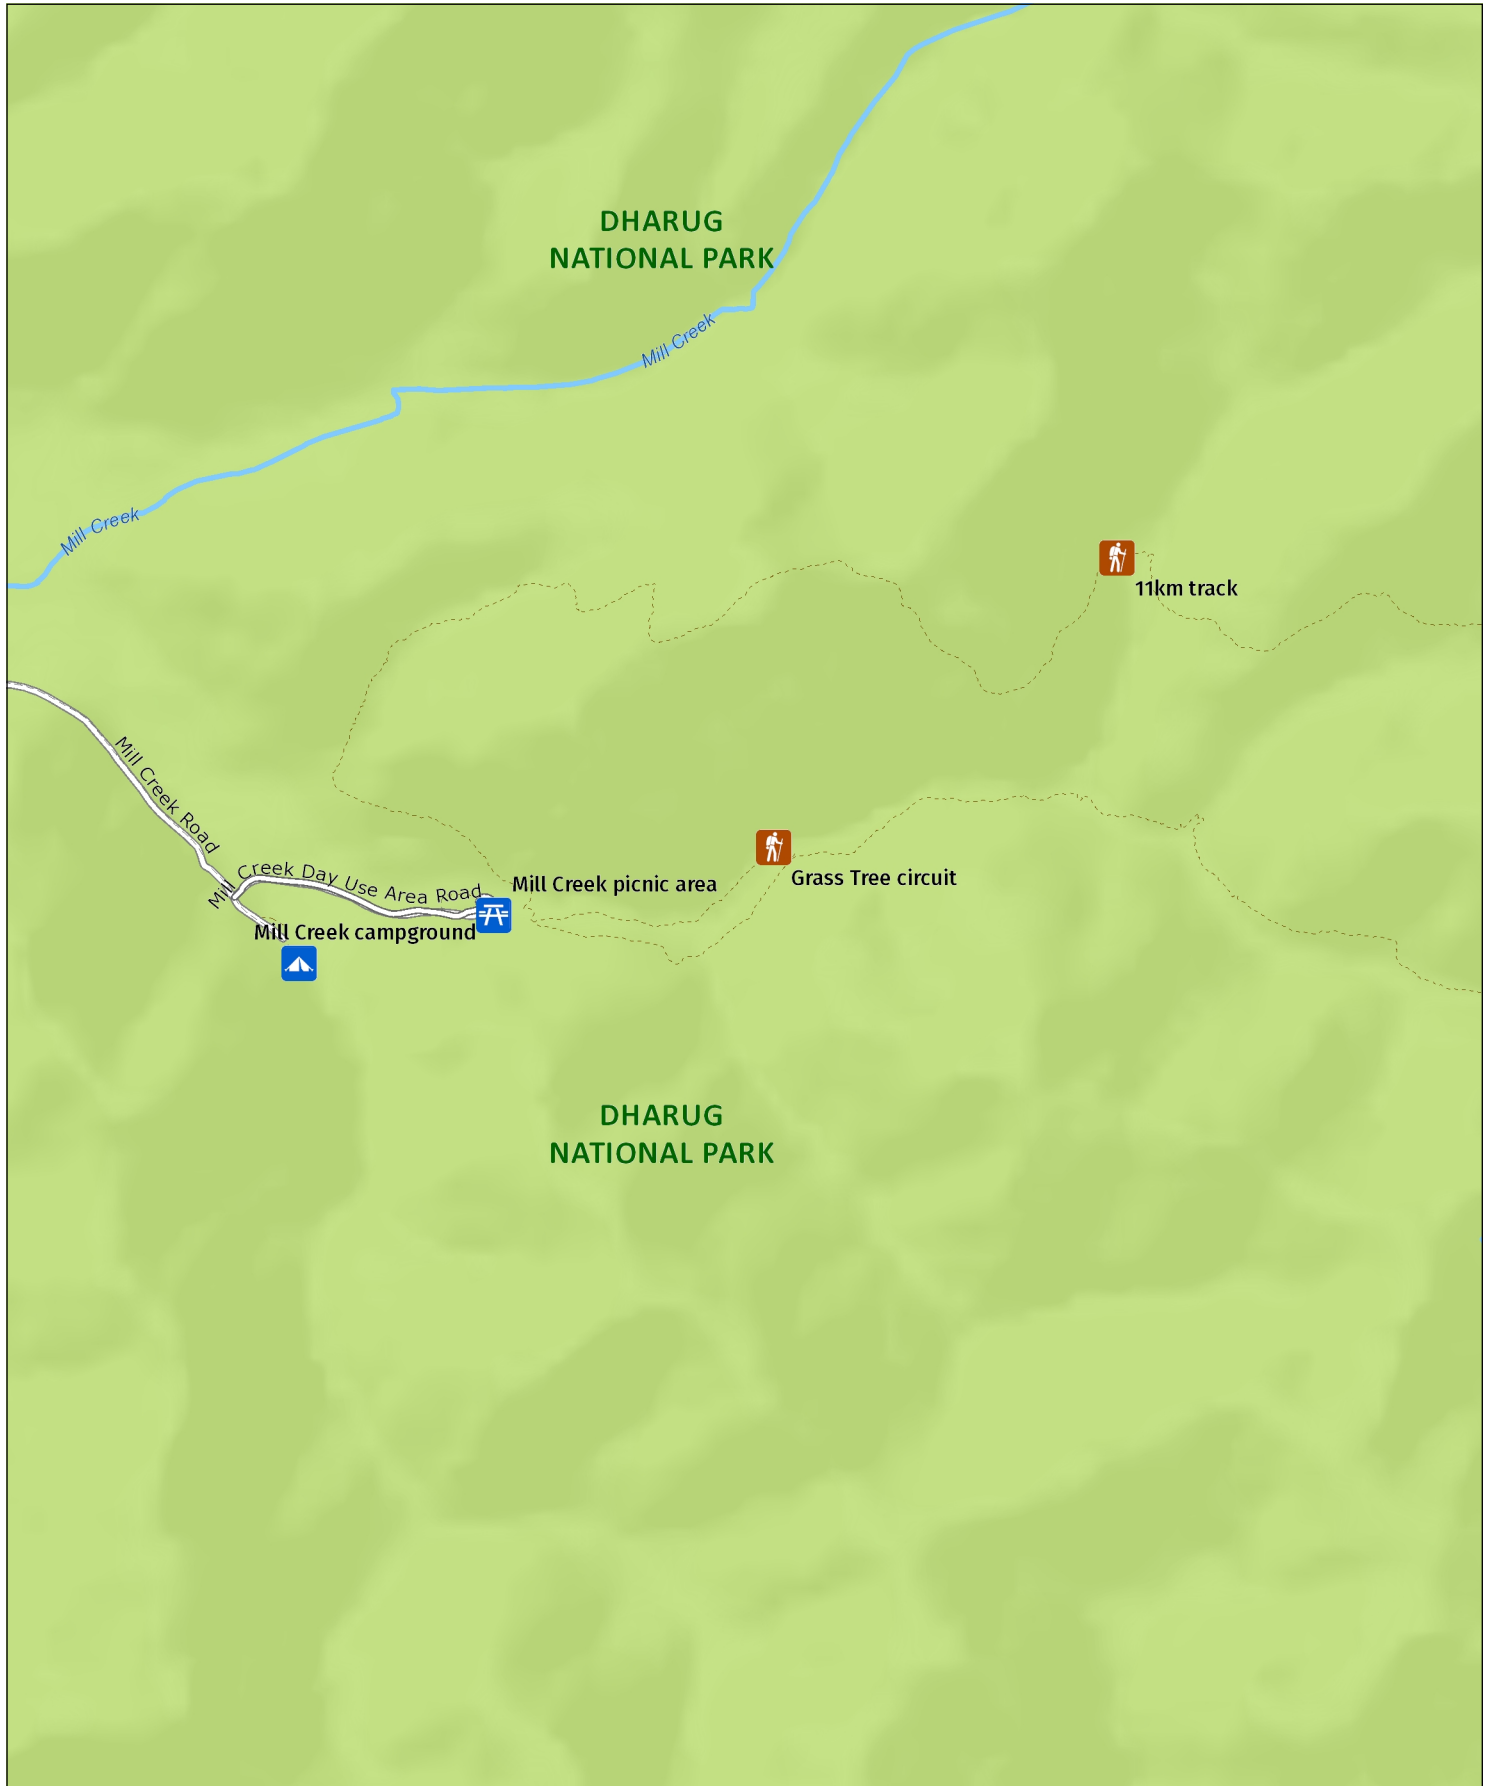 DHARUG
NATIONAL PARK
Mill Creek
Mill Creek
11km track
Mill Creek Road
Mill Creek Day Use Area Road
Mill Creek picnic area
Grass Tree circuit
Mill Creek campground
DHARUG
NATIONAL PARK